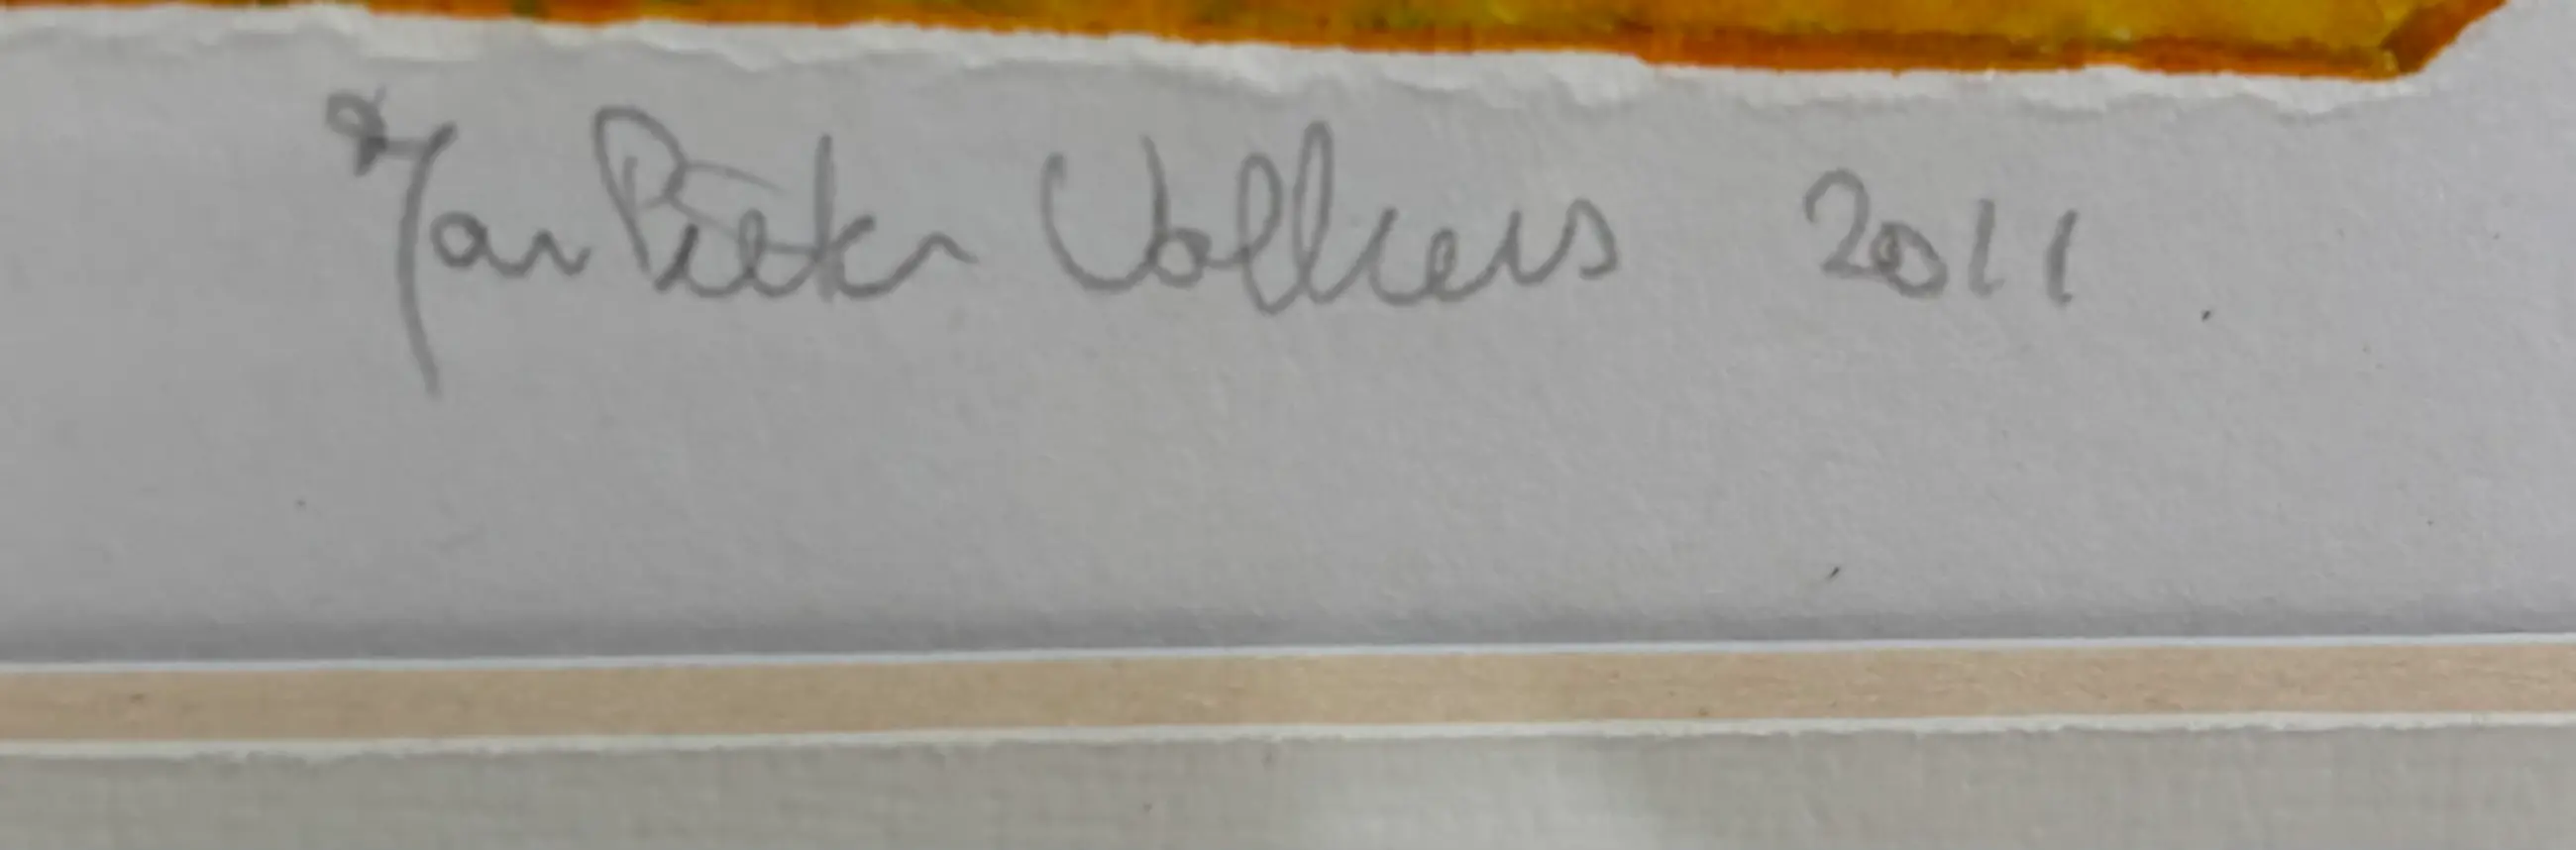 Jan Pieter Volkers 2011